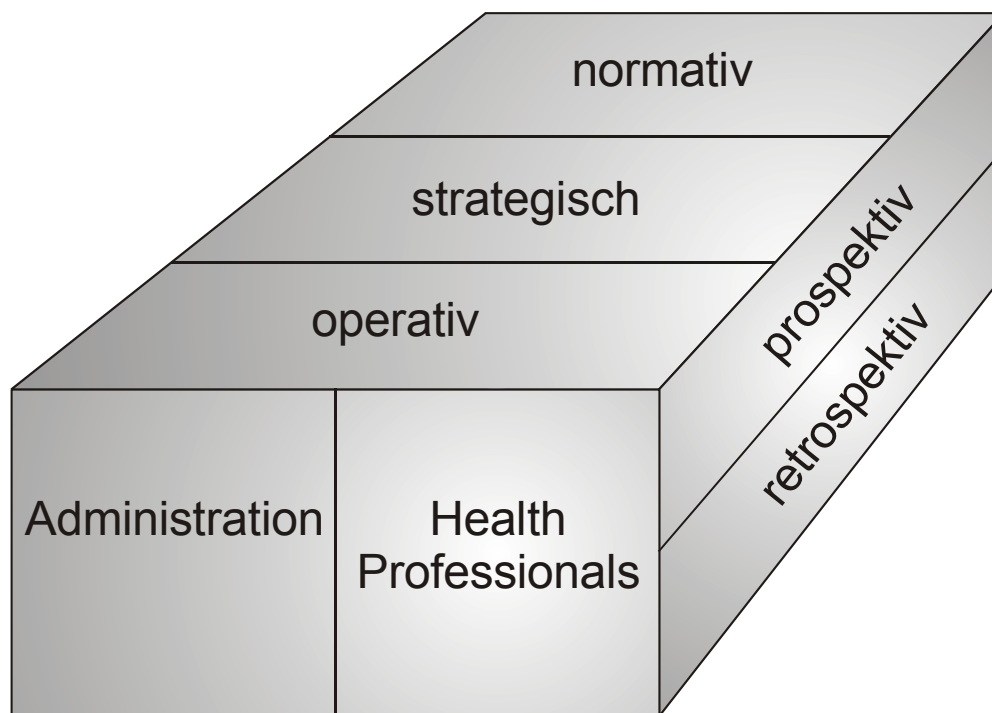 normativ
strategisch
operativ
prospektiv
retrospektiv
Administration
Health
Professionals